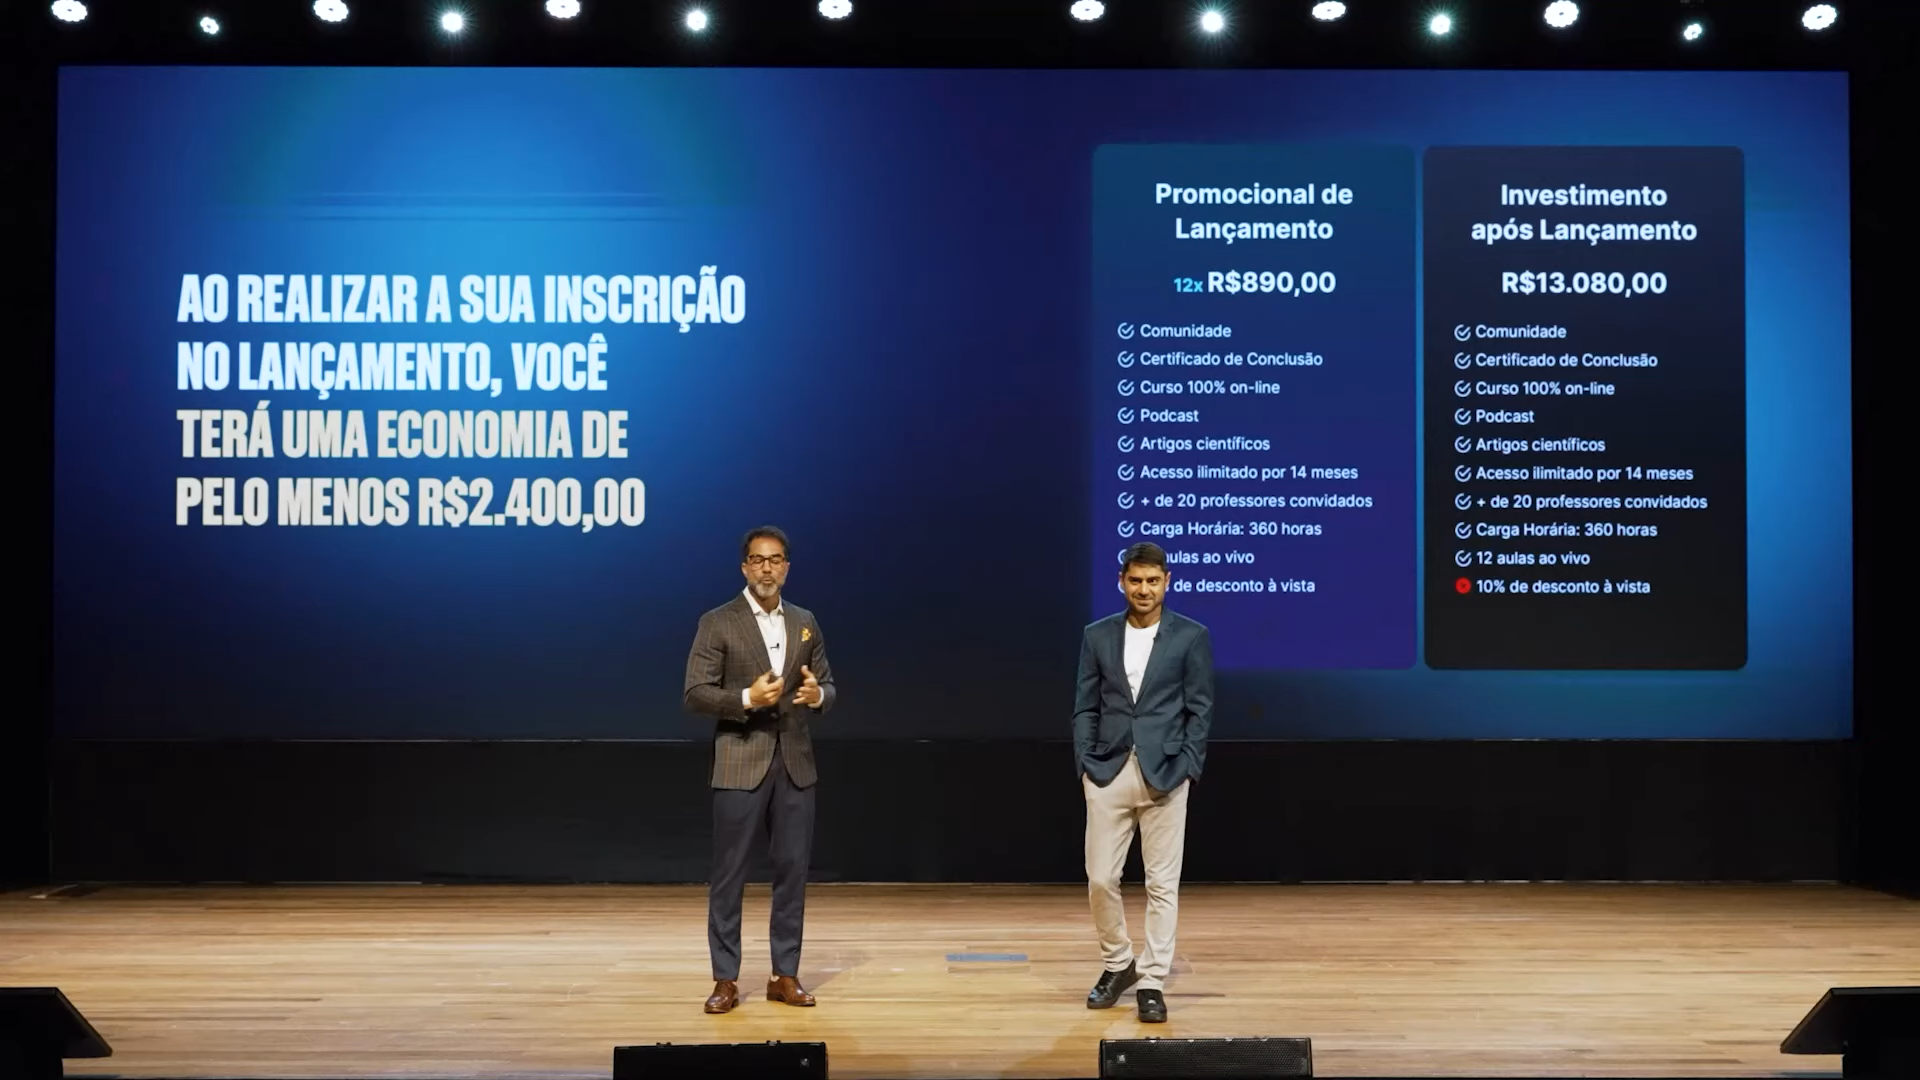 AO REALIZAR A SUA INSCRIÇÃO
NO LANÇAMENTO, VOCÊ
TERÁ UMA ECONOMIA DE
PELO MENOS R$2.400,00
Promocional de
Lançamento
12x R$890,00
Comunidade
Certificado de Conclusão
Curso 100% on-line
Podcast
Artigos científicos
Acesso ilimitado por 14 meses
+ de 20 professores convidados
Carga Horária: 360 horas
aulas ao vivo
de desconto à vista
Investimento
após Lançamento
R$13.080,00
Comunidade
Certificado de Conclusão
Curso 100% on-line
Podcast
Artigos científicos
Acesso ilimitado por 14 meses
+ de 20 professores convidados
Carga Horária: 360 horas
12 aulas ao vivo
10% de desconto à vista